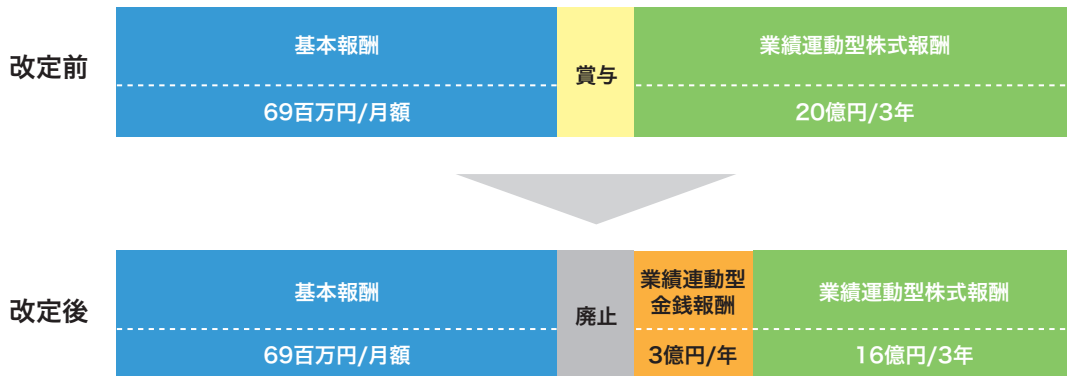 改定前
基本報酬
69百万円/月額
賞与
業績運動型株式報酬
20億円/3年
改定後
基本報酬
69百万円/月額
廃止
業績連動型
金銭報酬
3億円/年
業績運動型株式報酬
16億円/3年